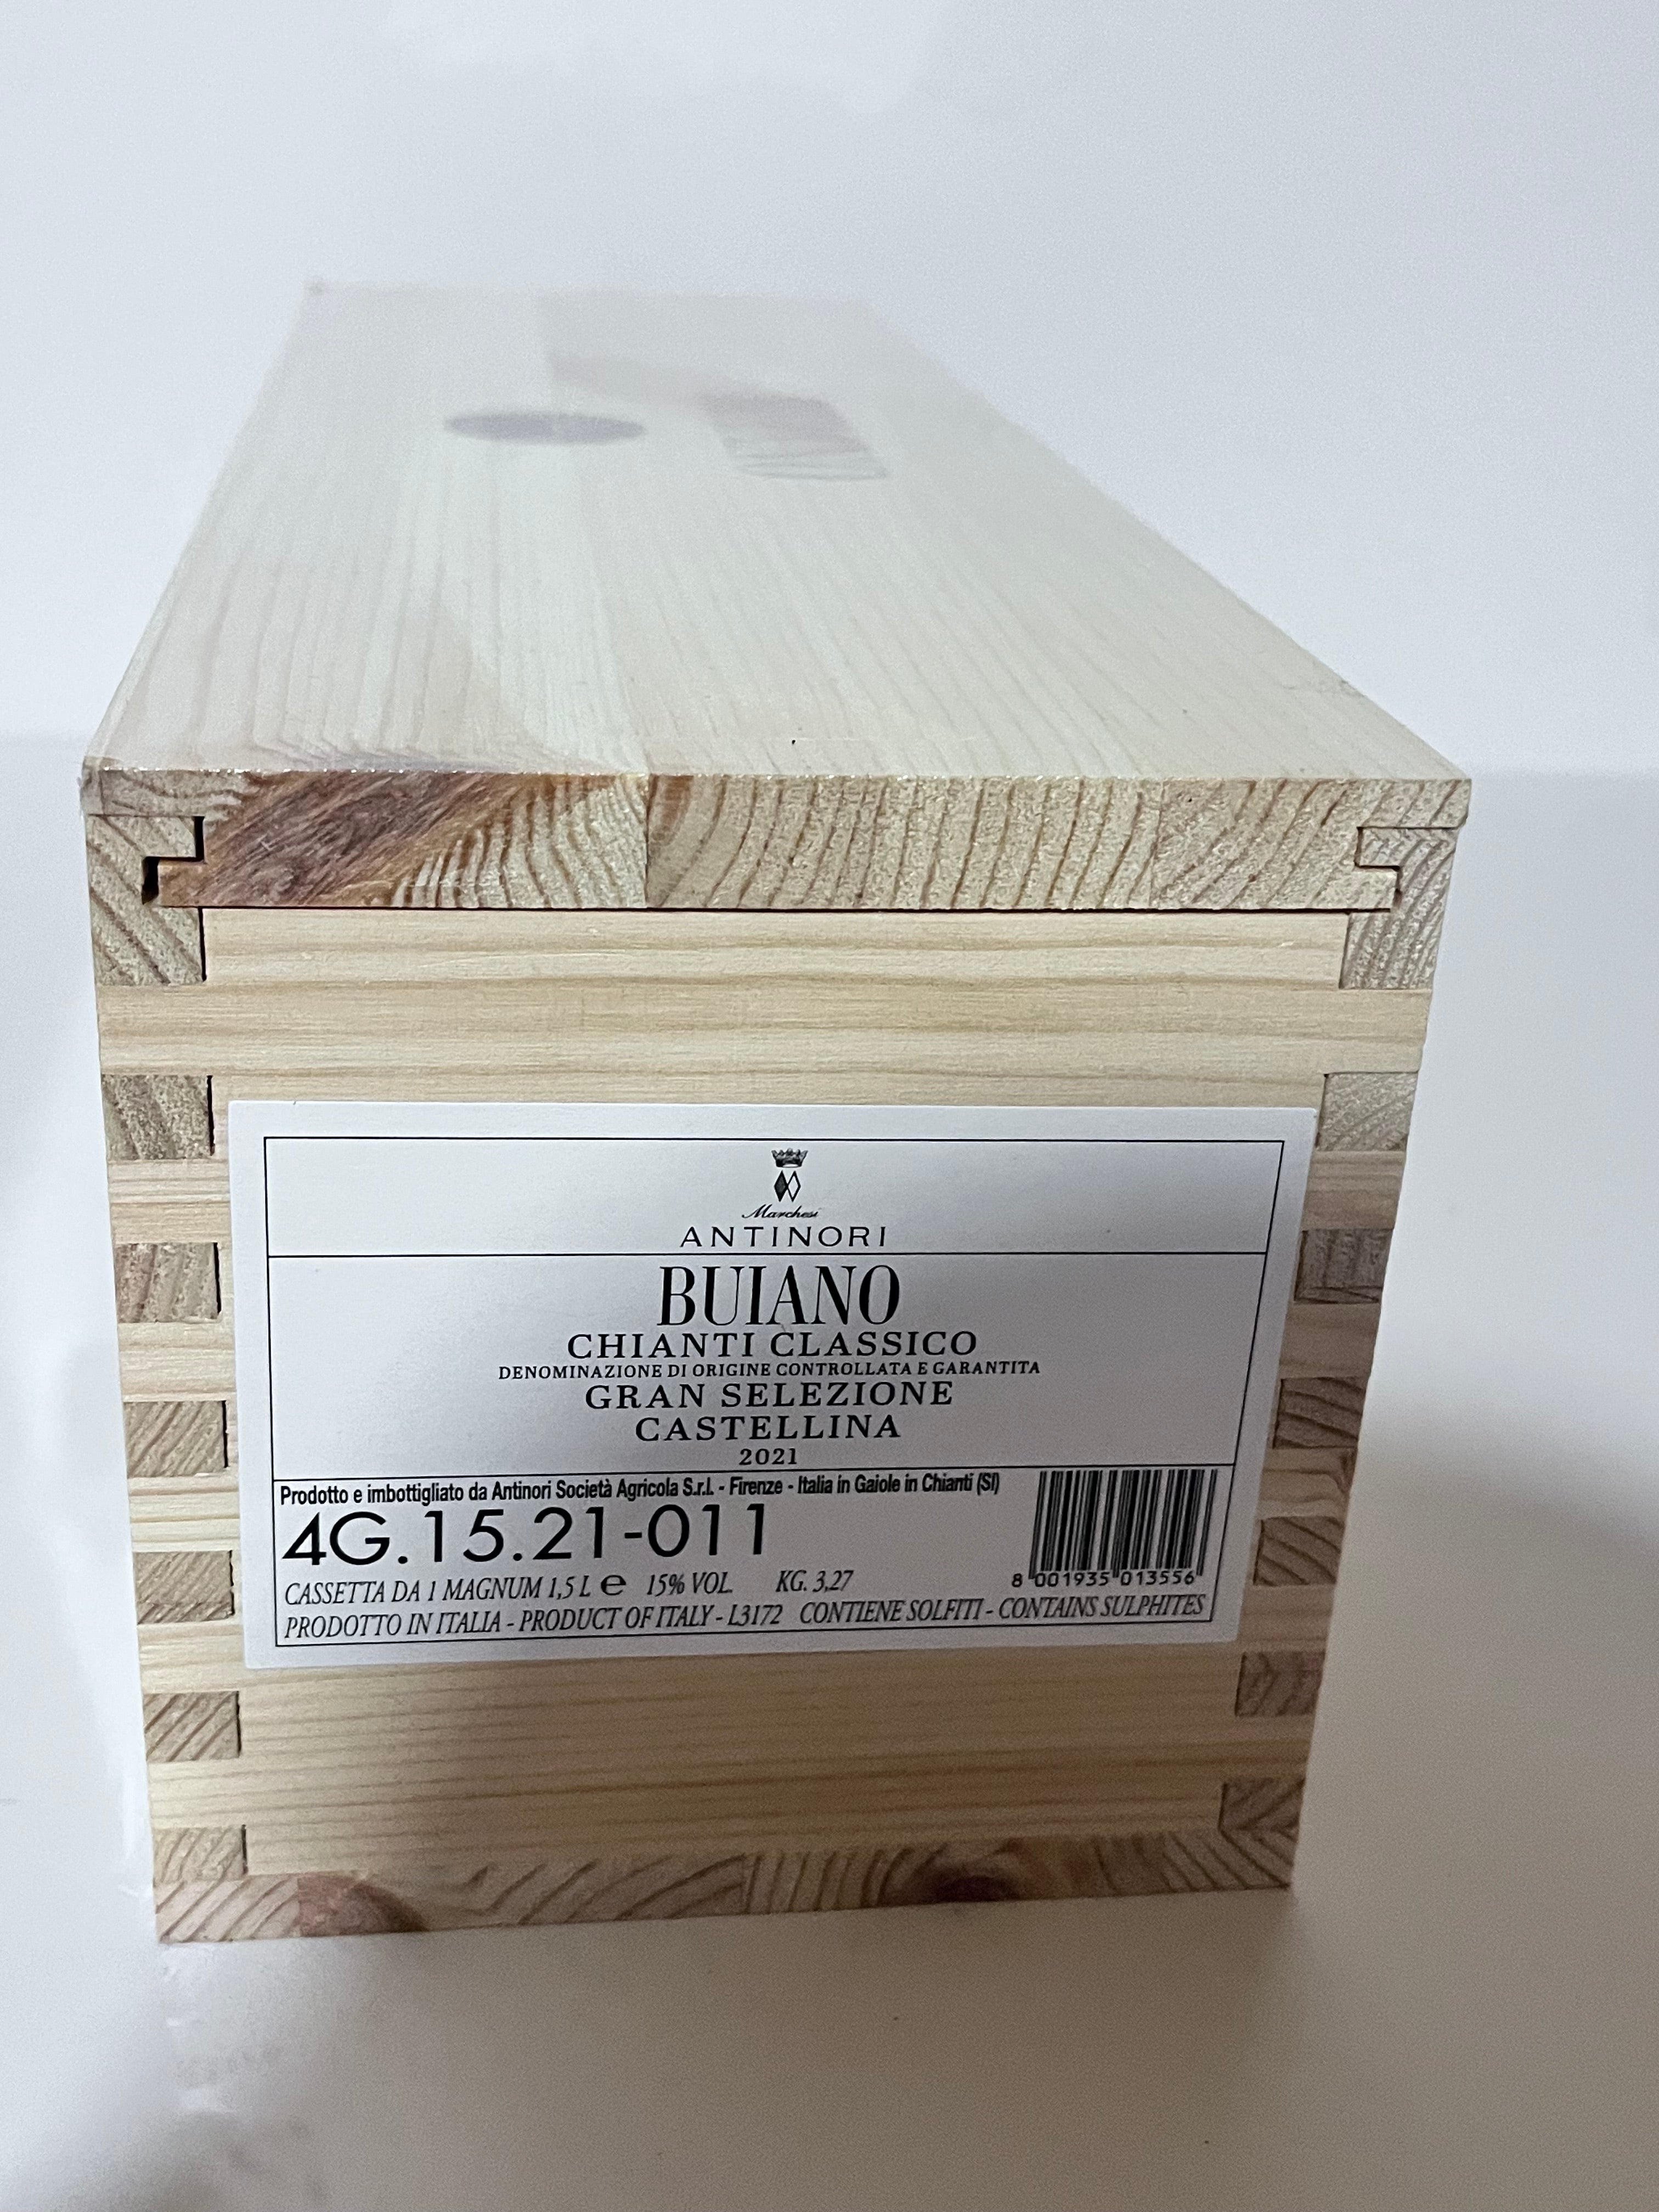 Marchesi
ANTINORI
BUIANO
CHIANTI CLASSICO
DENOMINAZIONE DI ORIGINE CONTROLLATA E GARANTITA
GRAN SELEZIONE
CASTELLINA
2021
Prodotto e imbottigliato da Antinori Società Agricola S.r.l. - Firenze - Italia in Gaiole in Chianti (SI)
4G.15.21-011
8 001935 013556
CASSETTA DA 1 MAGNUM 1,5 L e 15% VOL. KG. 3,27
PRODOTTO IN ITALIA - PRODUCT OF ITALY - L3172 CONTIENE SOLFITI - CONTAINS SULPHITES